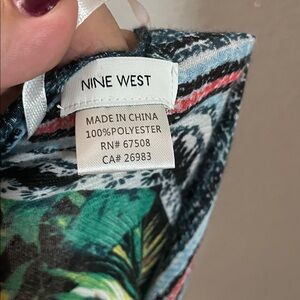 NINE WEST
MADE IN CHINA
100%POLYESTER
RN# 67508
CA# 26983